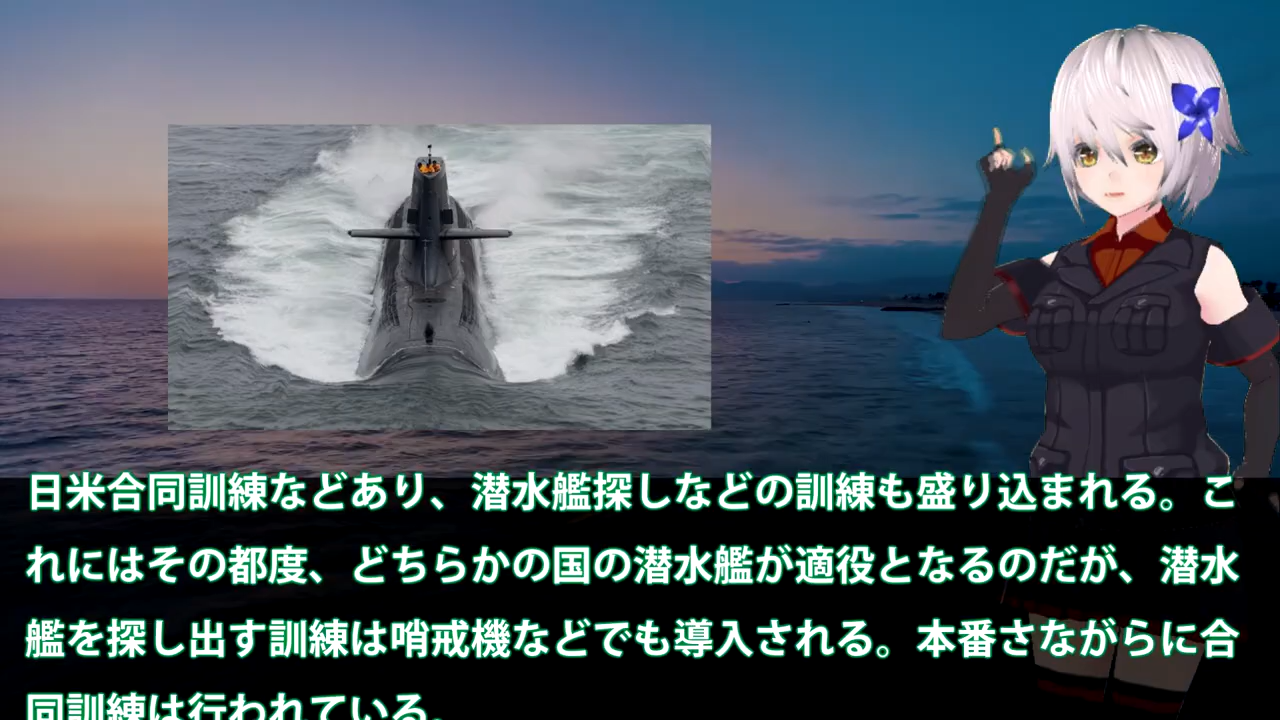 日米合同訓練などあり、潜水艦探しなどの訓練も盛り込まれる。こ
れにはその都度、どちらかの国の潜水艦が適役となるのだが、潜水
艦を探し出す訓練は哨戒機などでも導入される。本番さながらに合
同訓練は行われている。